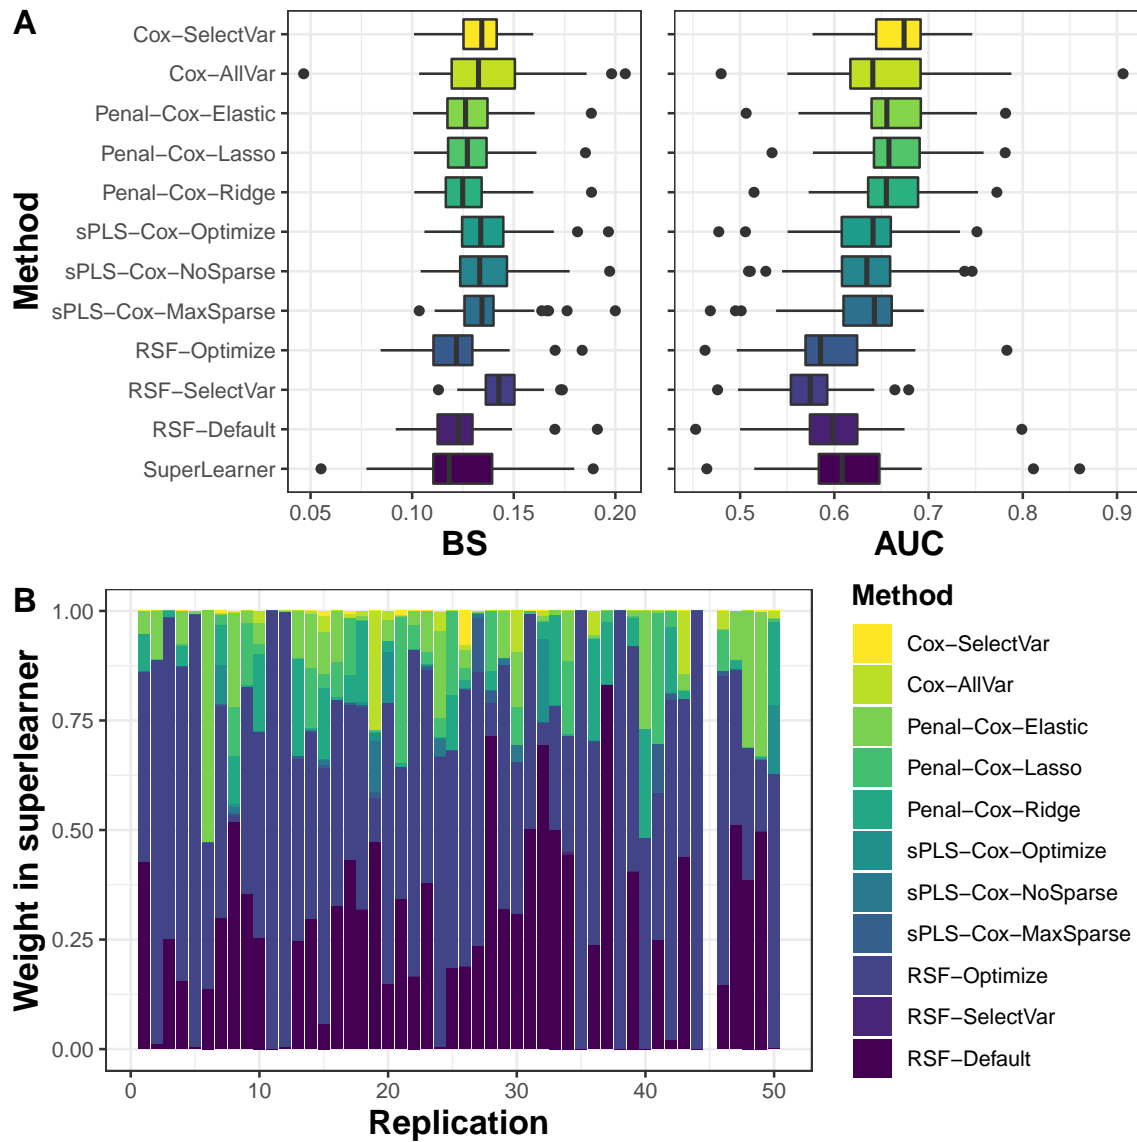 A
Method
Cox−SelectVar
Cox−AllVar
Penal−Cox−Elastic
Penal−Cox−Lasso
Penal−Cox−Ridge
sPLS−Cox−Optimize
sPLS−Cox−NoSparse
sPLS−Cox−MaxSparse
RSF−Optimize
RSF−SelectVar
RSF−Default
SuperLearner
0.05 0.10 0.15 0.20
BS
0.5 0.6 0.7 0.8 0.9
AUC
B
Weight in superlearner
1.00
0.75
0.50
0.25
0.00
0 10 20 30 40 50
Replication
Method
Cox−SelectVar
Cox−AllVar
Penal−Cox−Elastic
Penal−Cox−Lasso
Penal−Cox−Ridge
sPLS−Cox−Optimize
sPLS−Cox−NoSparse
sPLS−Cox−MaxSparse
RSF−Optimize
RSF−SelectVar
RSF−Default